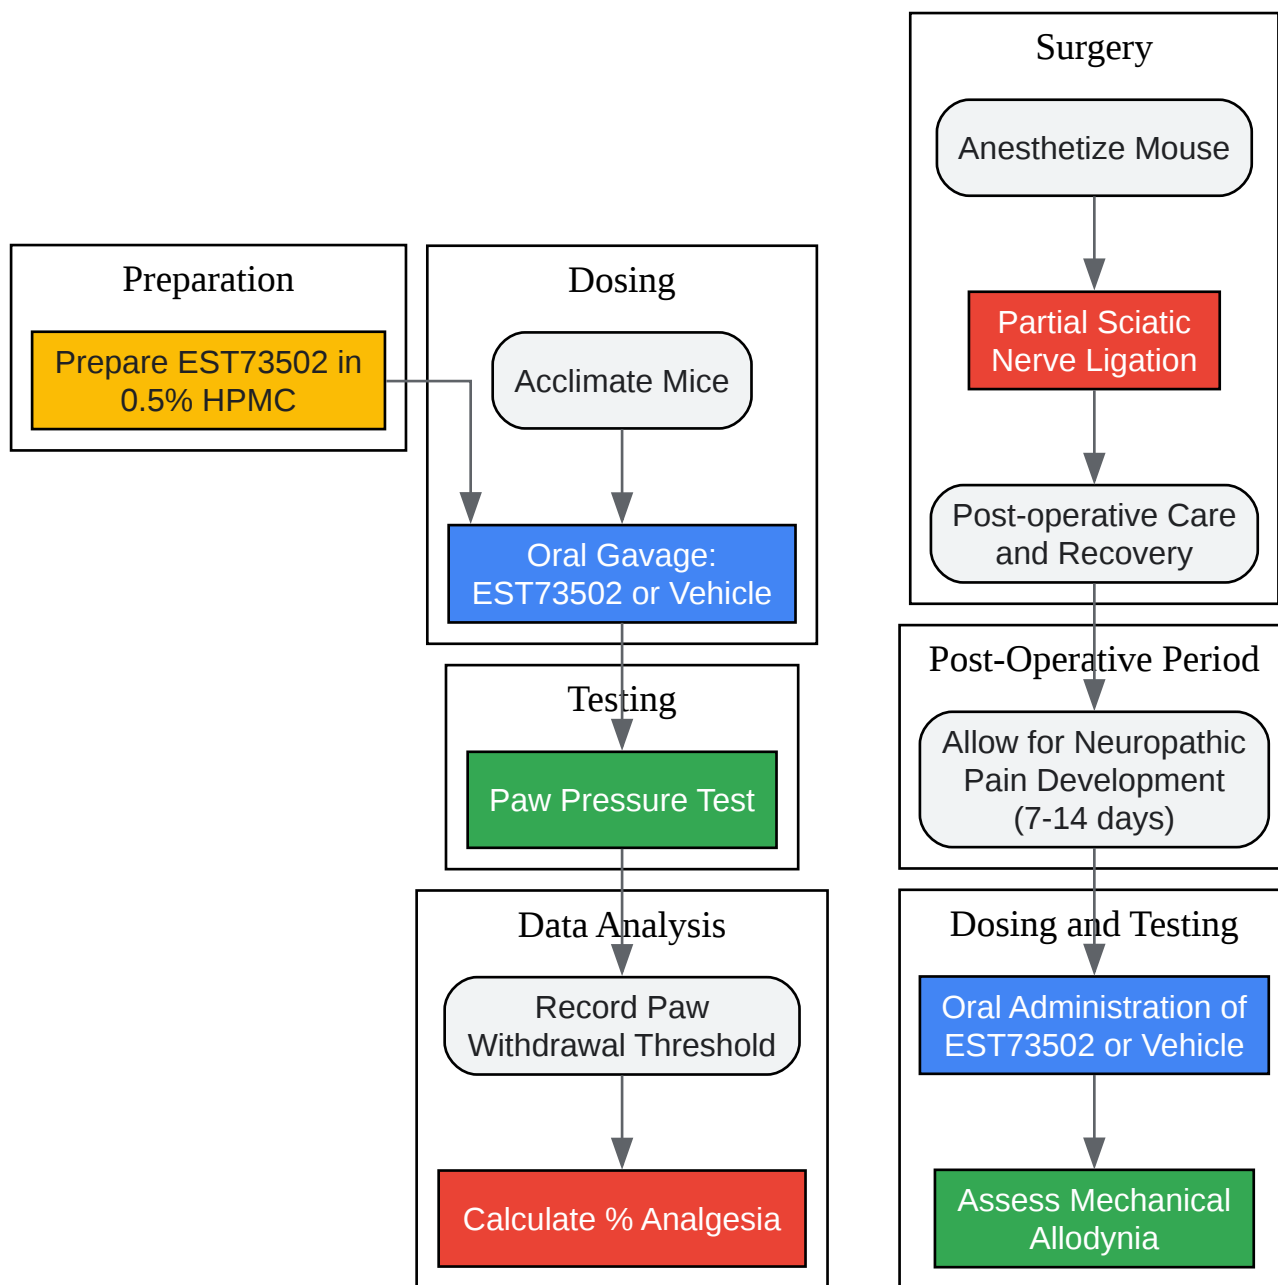 Preparation
Prepare EST73502 in
0.5% HPMC
Dosing
Acclimate Mice
Oral Gavage:
EST73502 or Vehicle
Testing
Paw Pressure Test
Data Analysis
Record Paw
Withdrawal Threshold
Calculate % Analgesia
Surgery
Anesthetize Mouse
Partial Sciatic
Nerve Ligation
Post-operative Care
and Recovery
Post-Operative Period
Allow for Neuropathic
Pain Development
(7-14 days)
Dosing and Testing
Oral Administration of
EST73502 or Vehicle
Assess Mechanical
Allodynia